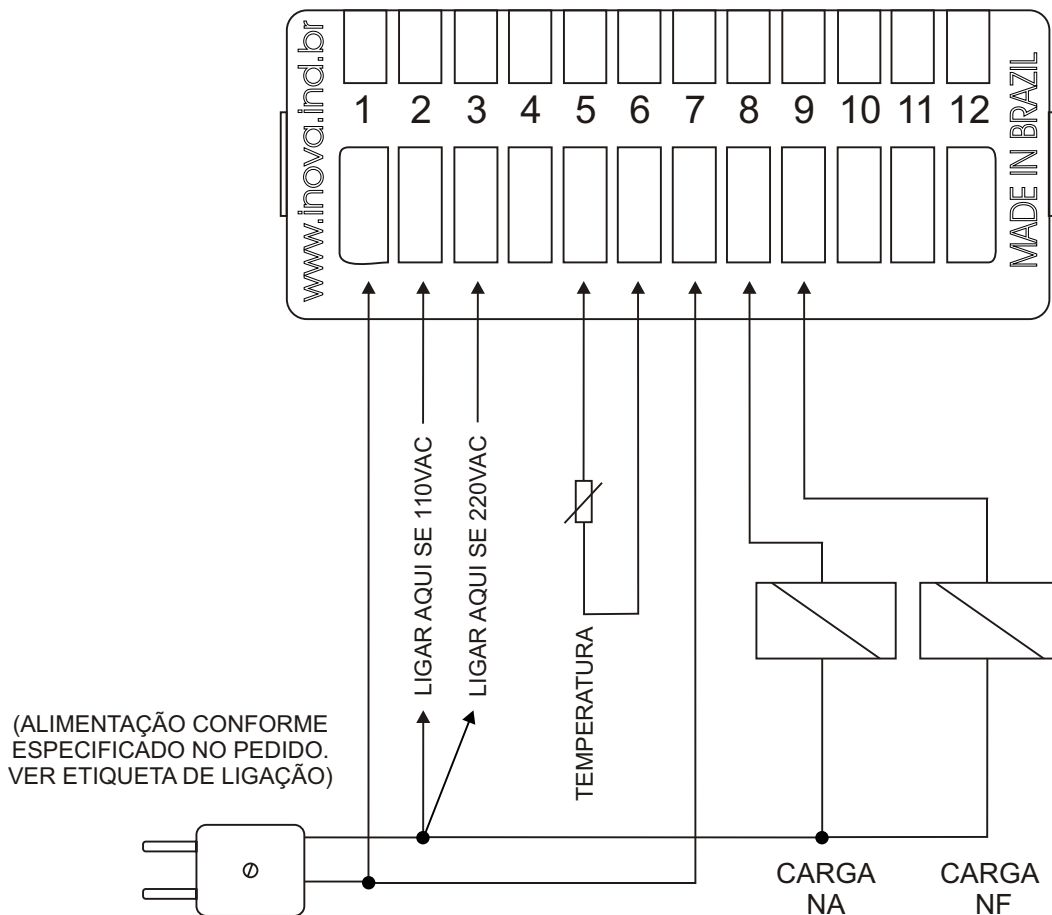 www.inova.ind.br
1 2 3 4 5 6 7 8 9 10 11 12
MADE IN BRAZIL
LIGAR AQUI SE 110VAC
LIGAR AQUI SE 220VAC
TEMPERATURA
(ALIMENTAÇÃO CONFORME
ESPECIFICADO NO PEDIDO.
VER ETIQUETA DE LIGAÇÃO)
CARGA
NA
CARGA
NF